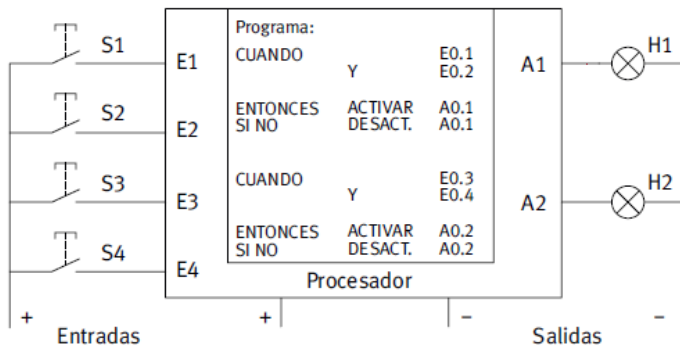 Programa:
CUANDO E0.1
Y E0.2
ENTONCES ACTIVAR A0.1
SI NO DESACT. A0.1
CUANDO E0.3
Y E0.4
ENTONCES ACTIVAR A0.2
SI NO DESACT. A0.2
S1
S2
S3
S4
E1
E2
E3
E4
A1
A2
H1
H2
Procesador
+ + − −
Entradas Salidas